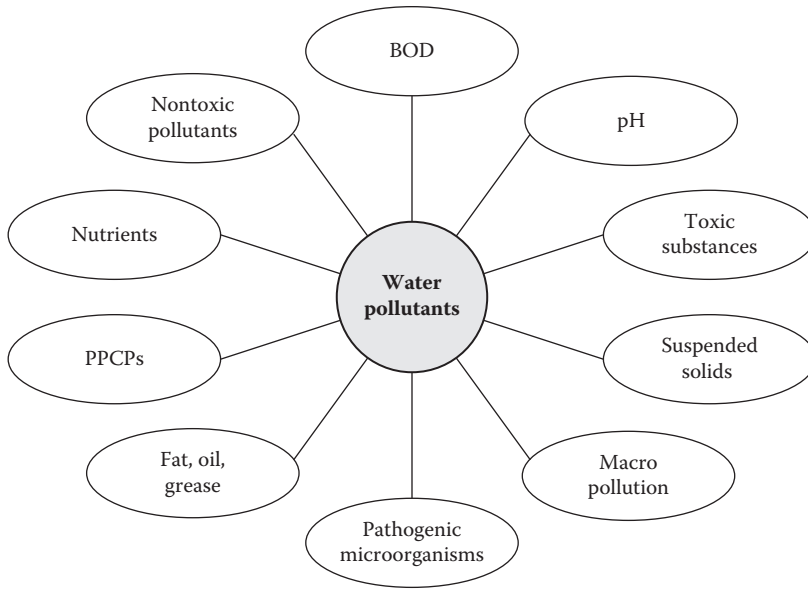 BOD
Nontoxic
pollutants
pH
Nutrients
Toxic
substances
Water
pollutants
PPCPs
Suspended
solids
Fat, oil,
grease
Macro
pollution
Pathogenic
microorganisms